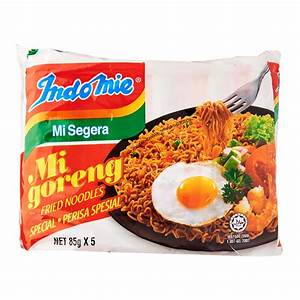 Indomie
Mi Segera
Mi
goreng
FRIED NOODLES
SPECIAL • PERISA SPESIAL
NET 85g X 5